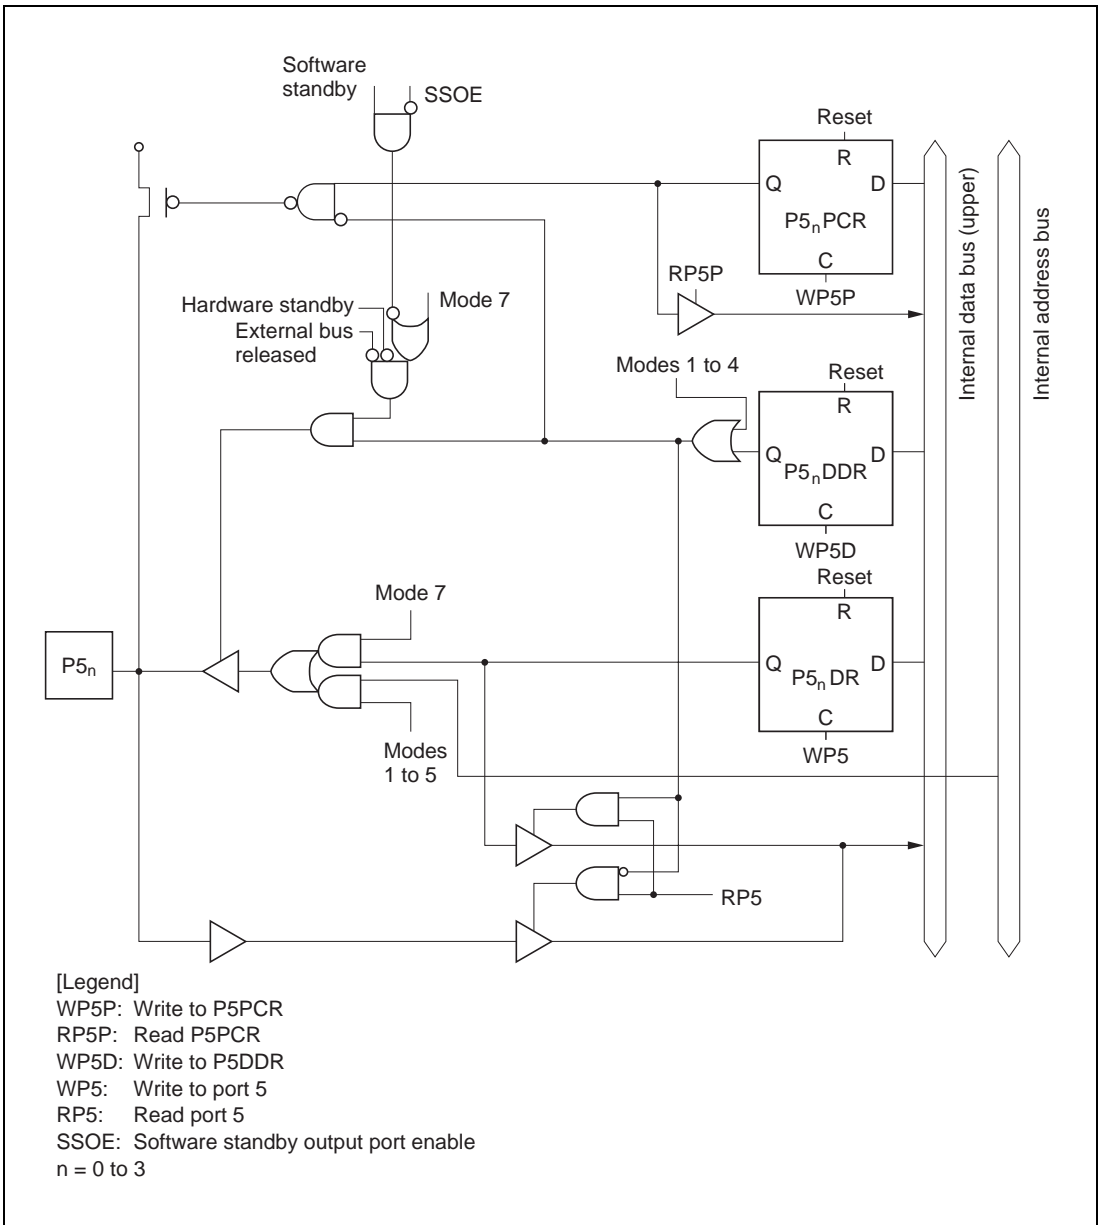 Software
standby
SSOE
Reset
R
Q D
P5nPCR
C
WP5P
RP5P
Hardware standby
Mode 7
External bus
released
Modes 1 to 4
Reset
R
Q D
P5nDDR
C
WP5D
Mode 7
Reset
R
P5n
Q D
P5n DR
C
WP5
Modes
1 to 5
RP5
Internal data bus (upper)
Internal address bus
[Legend]
WP5P: Write to P5PCR
RP5P: Read P5PCR
WP5D: Write to P5DDR
WP5: Write to port 5
RP5: Read port 5
SSOE: Software standby output port enable
n = 0 to 3